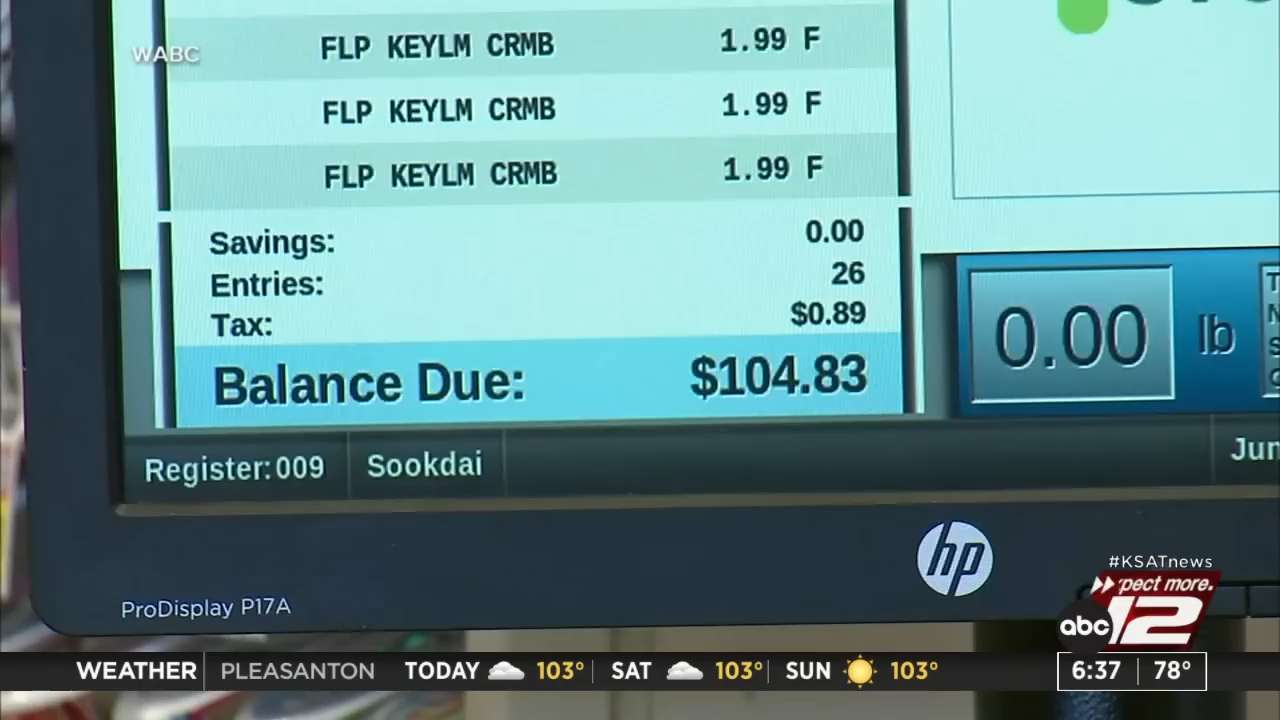 WABC
FLP KEYLM CRMB 1.99 F
FLP KEYLM CRMB 1.99 F
FLP KEYLM CRMB 1.99 F
Savings: 0.00
Entries: 26
Tax: $0.89
Balance Due: $104.83
0.00 lb
Register:009 Sookdai Jun
hp
ProDisplay P17A
#KSATnews
'pect more.
abc 12
WEATHER PLEASANTON TODAY 103° SAT 103° SUN 103° 6:37 78°